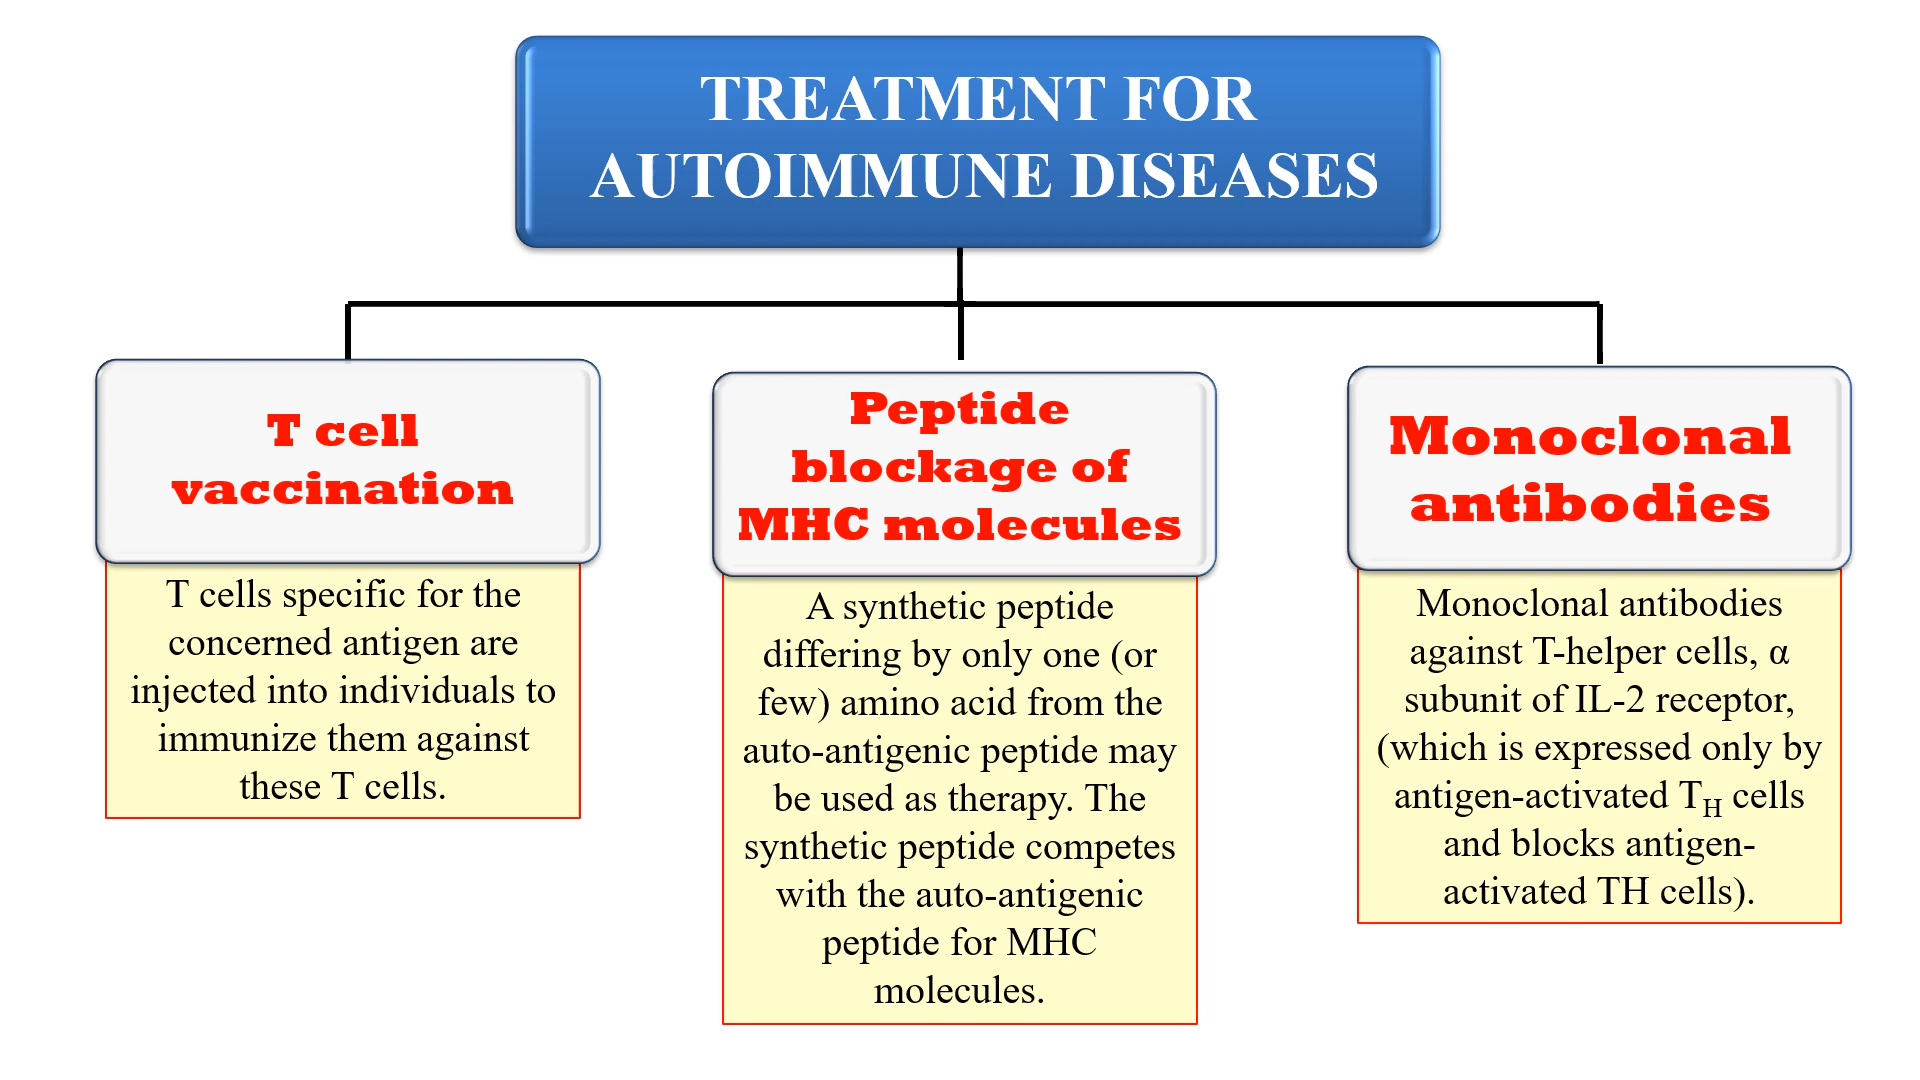 TREATMENT FOR
AUTOIMMUNE DISEASES
T cell
vaccination
T cells specific for the
concerned antigen are
injected into individuals to
immunize them against
these T cells.
Peptide
blockage of
MHC molecules
A synthetic peptide
differing by only one (or
few) amino acid from the
auto-antigenic peptide may
be used as therapy. The
synthetic peptide competes
with the auto-antigenic
peptide for MHC
molecules.
Monoclonal
antibodies
Monoclonal antibodies
against T-helper cells, α
subunit of IL-2 receptor,
(which is expressed only by
antigen-activated T_H cells
and blocks antigen-
activated TH cells).